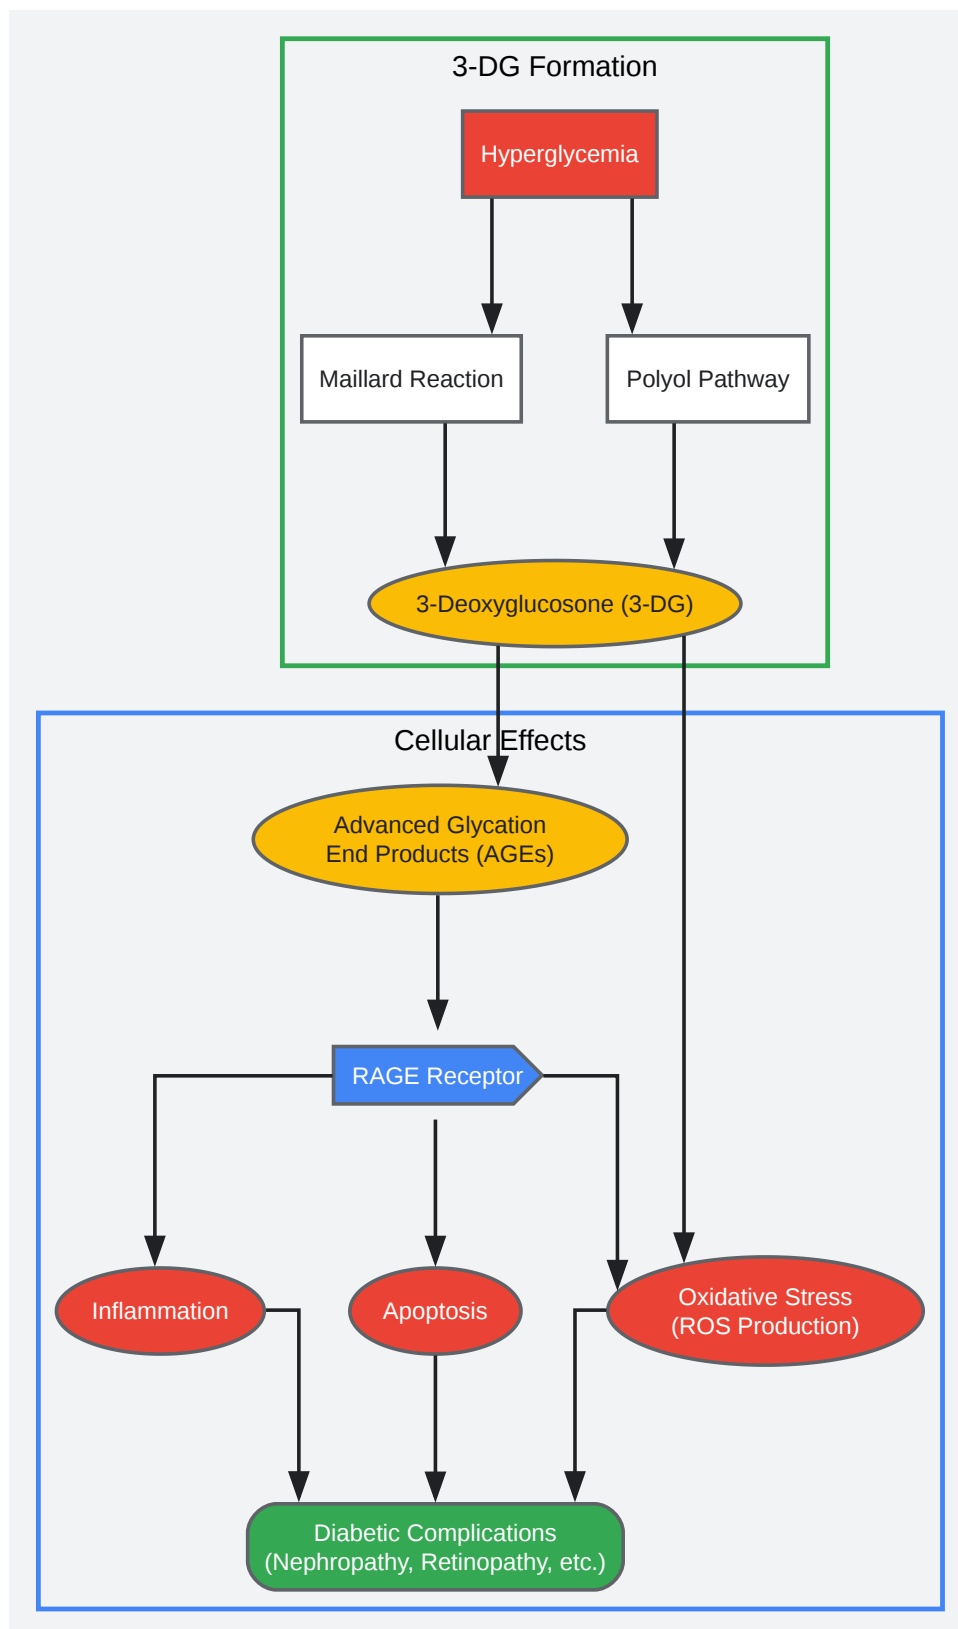 3-DG Formation
Hyperglycemia
Maillard Reaction
Polyol Pathway
3-Deoxyglucosone (3-DG)
Cellular Effects
Advanced Glycation
End Products (AGEs)
RAGE Receptor
Inflammation
Apoptosis
Oxidative Stress
(ROS Production)
Diabetic Complications
(Nephropathy, Retinopathy, etc.)